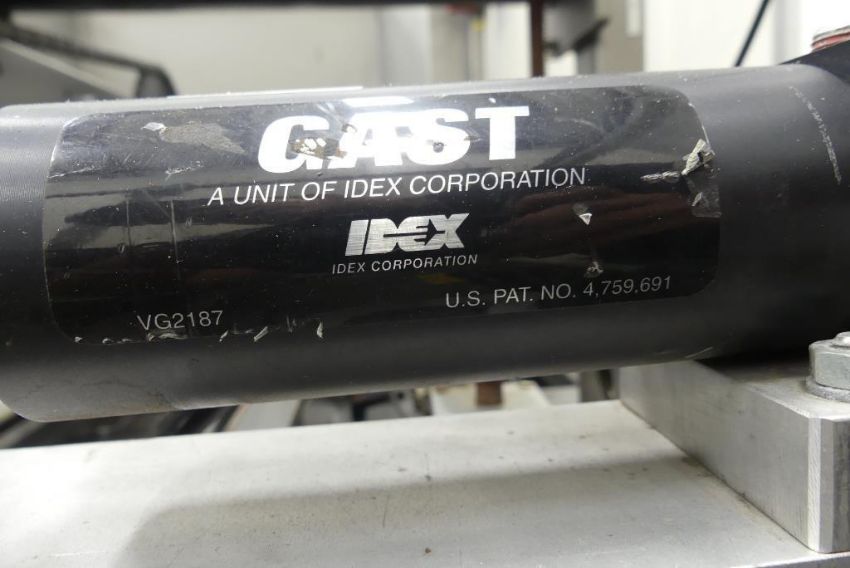 GAST
A UNIT OF IDEX CORPORATION
IDEX
IDEX CORPORATION
VG2187
U.S. PAT. NO. 4,759.691